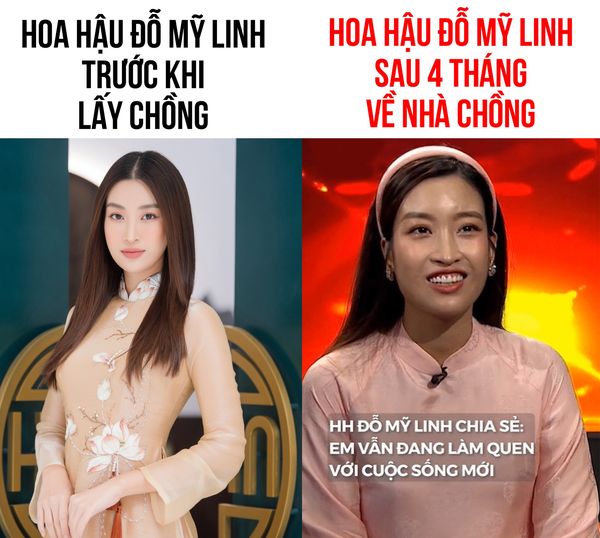 HOA HẬU ĐỖ MỸ LINH
TRƯỚC KHI
LẤY CHỒNG
HOA HẬU ĐỖ MỸ LINH
SAU 4 THÁNG
VỀ NHÀ CHỒNG
HH ĐỖ MỸ LINH CHIA SẺ:
EM VẪN ĐANG LÀM QUEN
VỚI CUỘC SỐNG MỚI